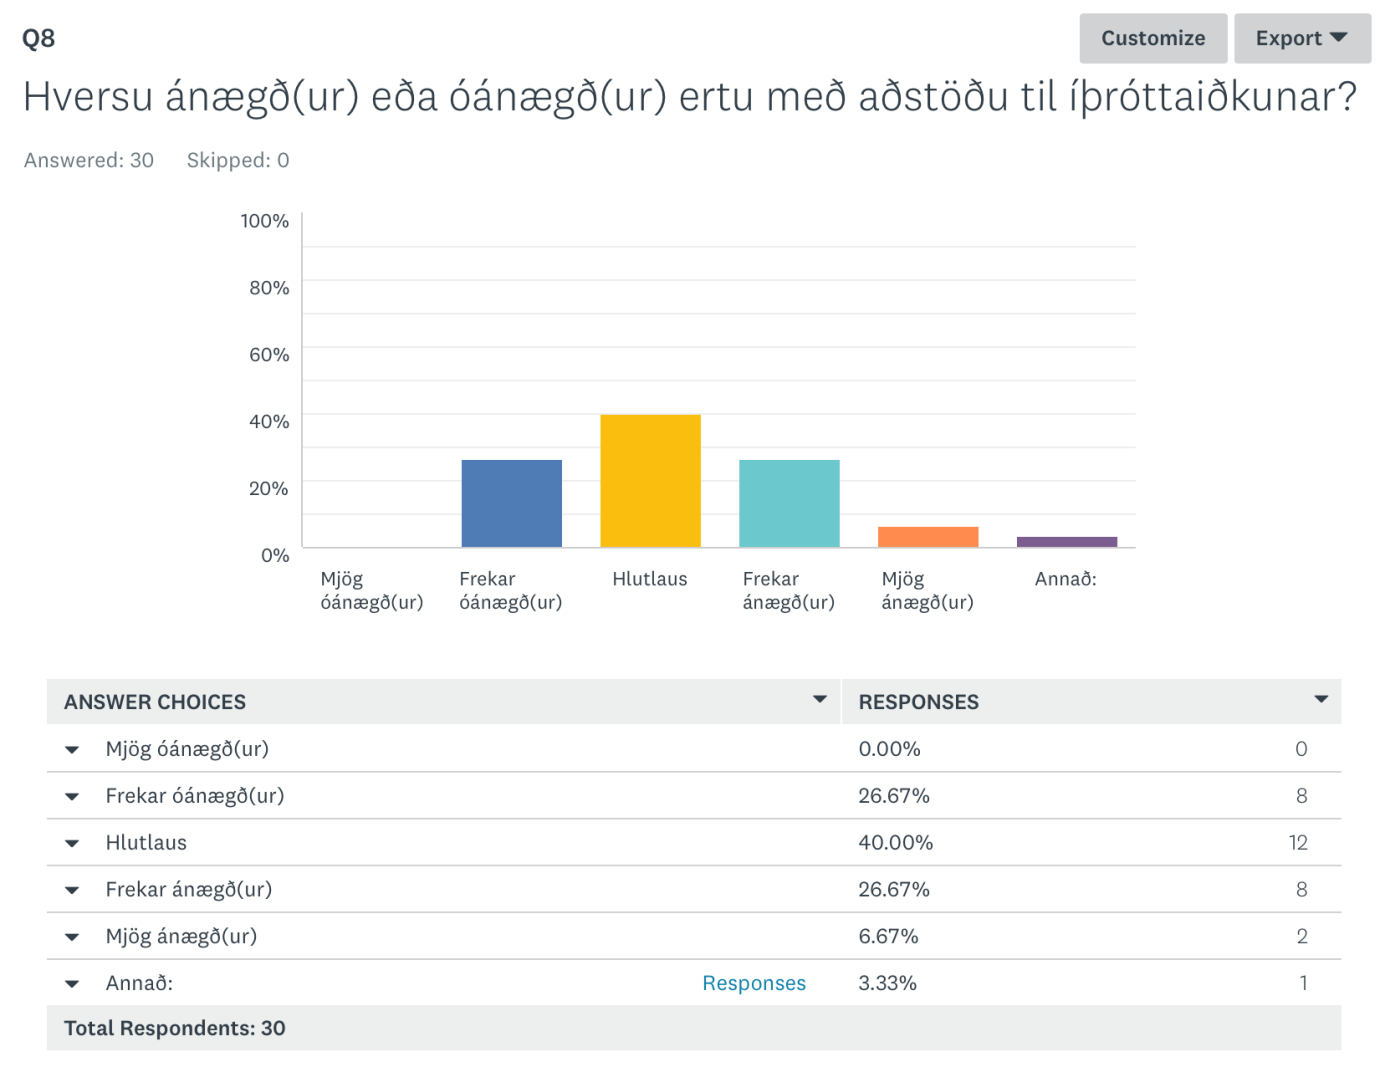 Q8
Customize
Export
Hversu ánægð(ur) eða óánægð(ur) ertu með aðstöðu til íþróttaiðkunar?
Answered: 30 Skipped: 0
100%
80%
60%
40%
20%
0%
Mjög
óánægð(ur)
Frekar
óánægð(ur)
Hlutlaus
Frekar
ánægð(ur)
Mjög
ánægð(ur)
Annað:
ANSWER CHOICES RESPONSES
Mjög óánægð(ur) 0.00% 0
Frekar óánægð(ur) 26.67% 8
Hlutlaus 40.00% 12
Frekar ánægð(ur) 26.67% 8
Mjög ánægð(ur) 6.67% 2
Annað: Responses 3.33% 1
Total Respondents: 30